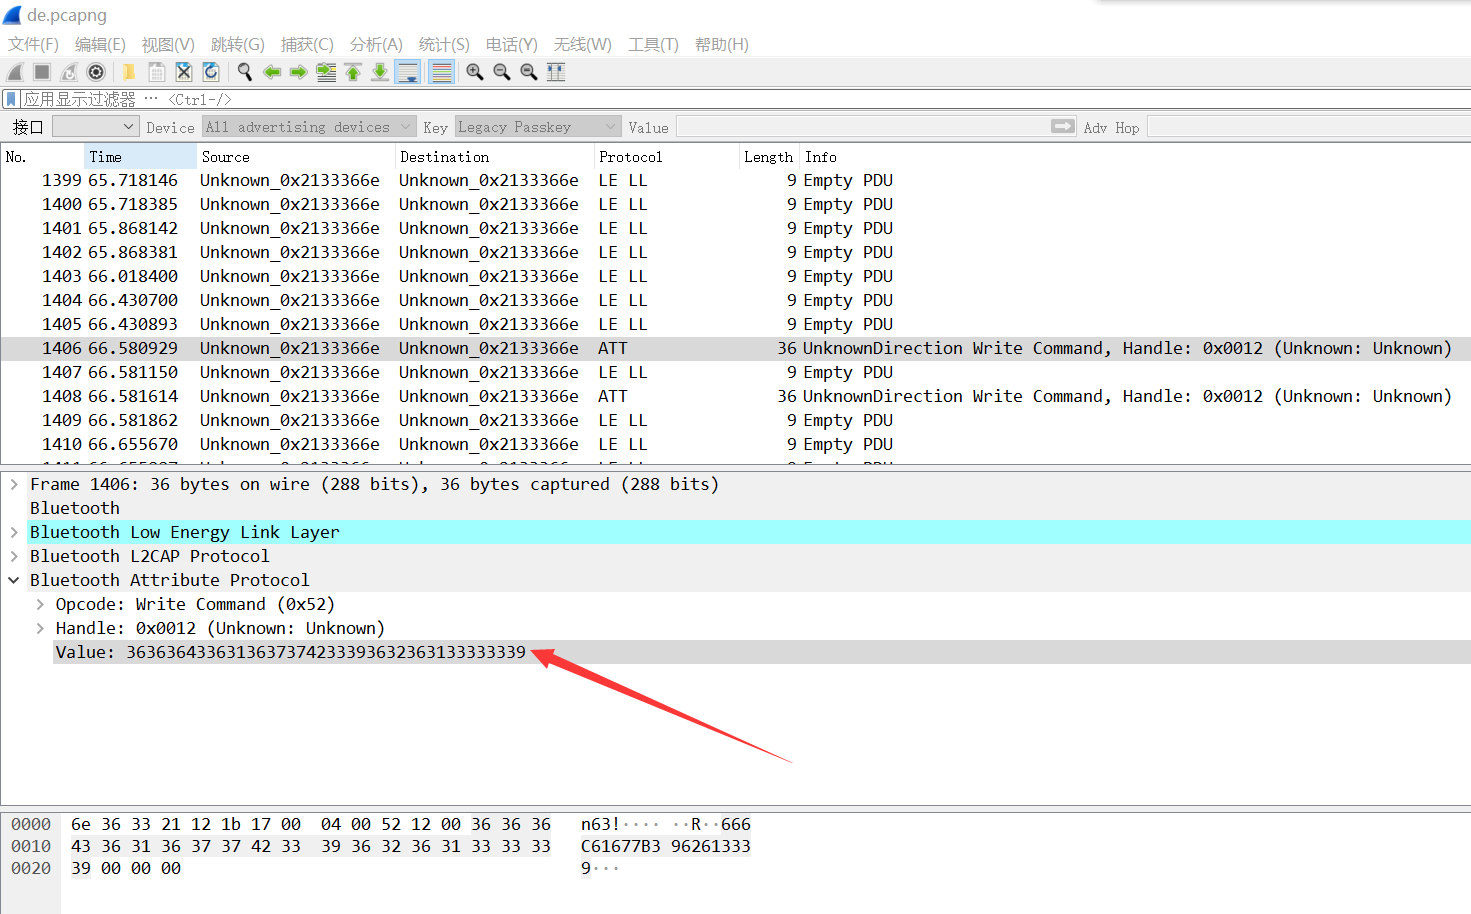 de.pcapng
文件(F) 编辑(E) 视图(V) 跳转(G) 捕获(C) 分析(A) 统计(S) 电话(Y) 无线(W) 工具(T) 帮助(H)
应用显示过滤器 … <Ctrl-/>
接口 Device All advertising devices Key Legacy Passkey Value Adv Hop
No. Time Source Destination Protocol Length Info
1399 65.718146 Unknown_0x2133366e Unknown_0x2133366e LE LL 9 Empty PDU
1400 65.718385 Unknown_0x2133366e Unknown_0x2133366e LE LL 9 Empty PDU
1401 65.868142 Unknown_0x2133366e Unknown_0x2133366e LE LL 9 Empty PDU
1402 65.868381 Unknown_0x2133366e Unknown_0x2133366e LE LL 9 Empty PDU
1403 66.018400 Unknown_0x2133366e Unknown_0x2133366e LE LL 9 Empty PDU
1404 66.430700 Unknown_0x2133366e Unknown_0x2133366e LE LL 9 Empty PDU
1405 66.430893 Unknown_0x2133366e Unknown_0x2133366e LE LL 9 Empty PDU
1406 66.580929 Unknown_0x2133366e Unknown_0x2133366e ATT 36 UnknownDirection Write Command, Handle: 0x0012 (Unknown: Unknown)
1407 66.581150 Unknown_0x2133366e Unknown_0x2133366e LE LL 9 Empty PDU
1408 66.581614 Unknown_0x2133366e Unknown_0x2133366e ATT 36 UnknownDirection Write Command, Handle: 0x0012 (Unknown: Unknown)
1409 66.581862 Unknown_0x2133366e Unknown_0x2133366e LE LL 9 Empty PDU
1410 66.655670 Unknown_0x2133366e Unknown_0x2133366e LE LL 9 Empty PDU
Frame 1406: 36 bytes on wire (288 bits), 36 bytes captured (288 bits)
Bluetooth
Bluetooth Low Energy Link Layer
Bluetooth L2CAP Protocol
Bluetooth Attribute Protocol
Opcode: Write Command (0x52)
Handle: 0x0012 (Unknown: Unknown)
Value: 3636364336313637374233393632363133333339
0000 6e 36 33 21 12 1b 17 00 04 00 52 12 00 36 36 36 n63!···· ··R··666
0010 43 36 31 36 37 37 42 33 39 36 32 36 31 33 33 33 C61677B3 96261333
0020 39 00 00 00 9···